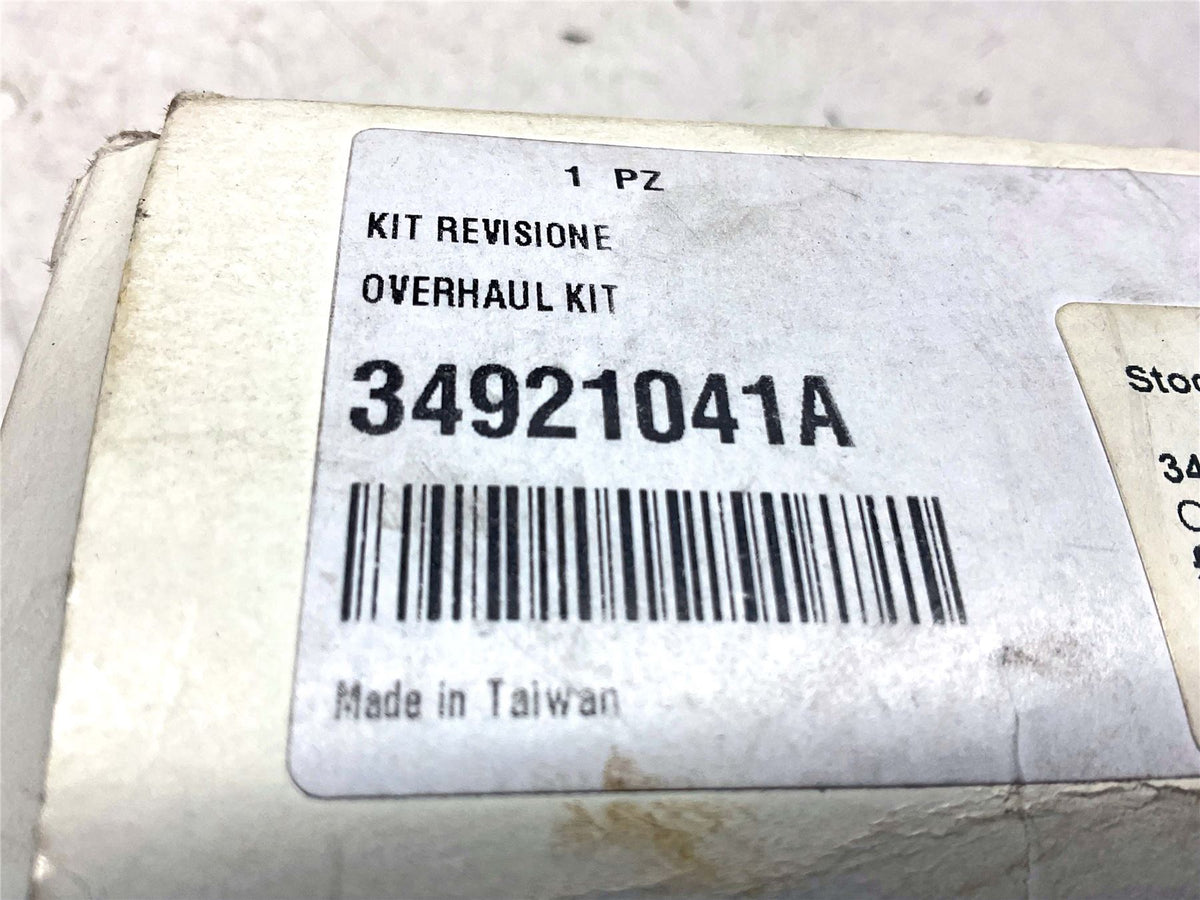 1 PZ
KIT REVISIONE
OVERHAUL KIT
34921041A
Made in Taiwan